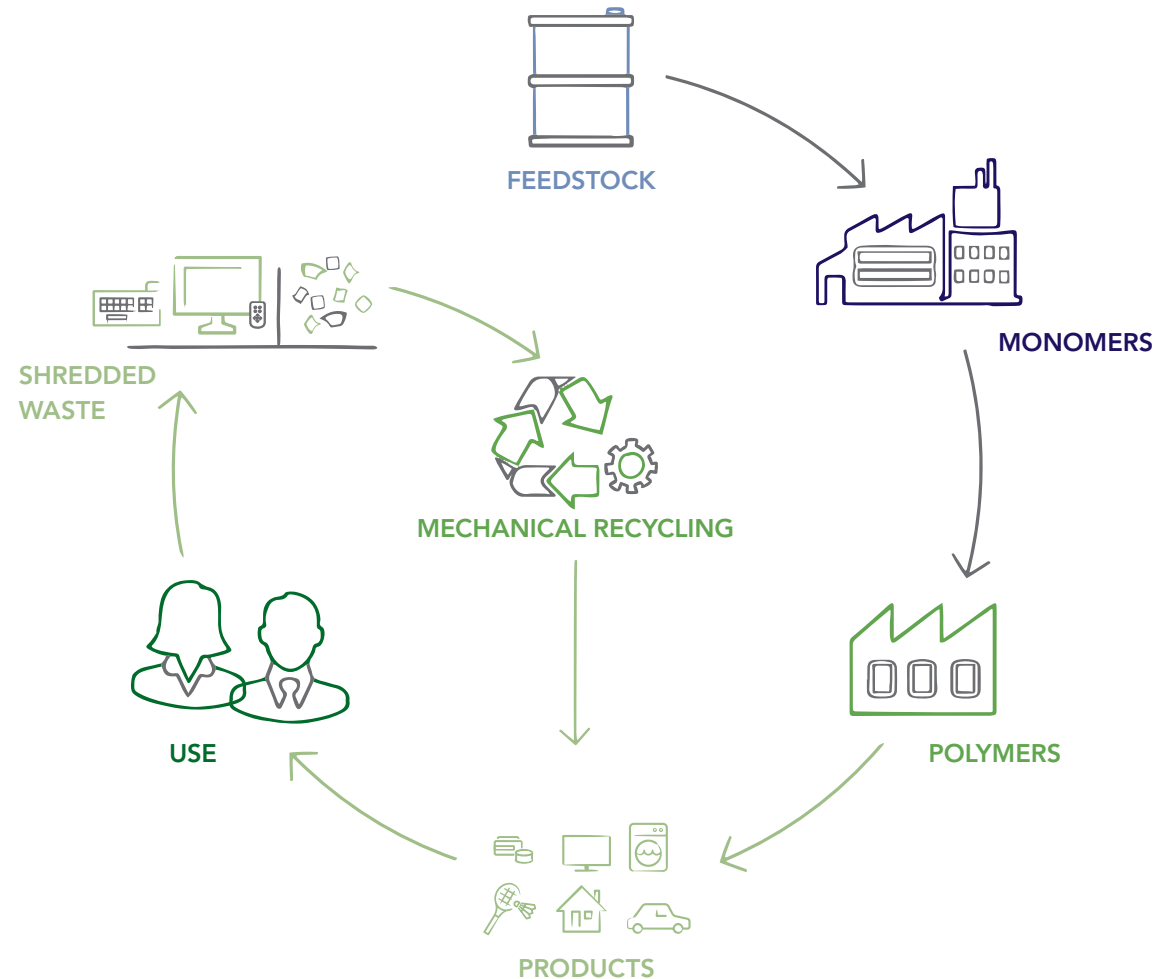 FEEDSTOCK
MONOMERS
SHREDDED
WASTE
MECHANICAL RECYCLING
USE
POLYMERS
PRODUCTS